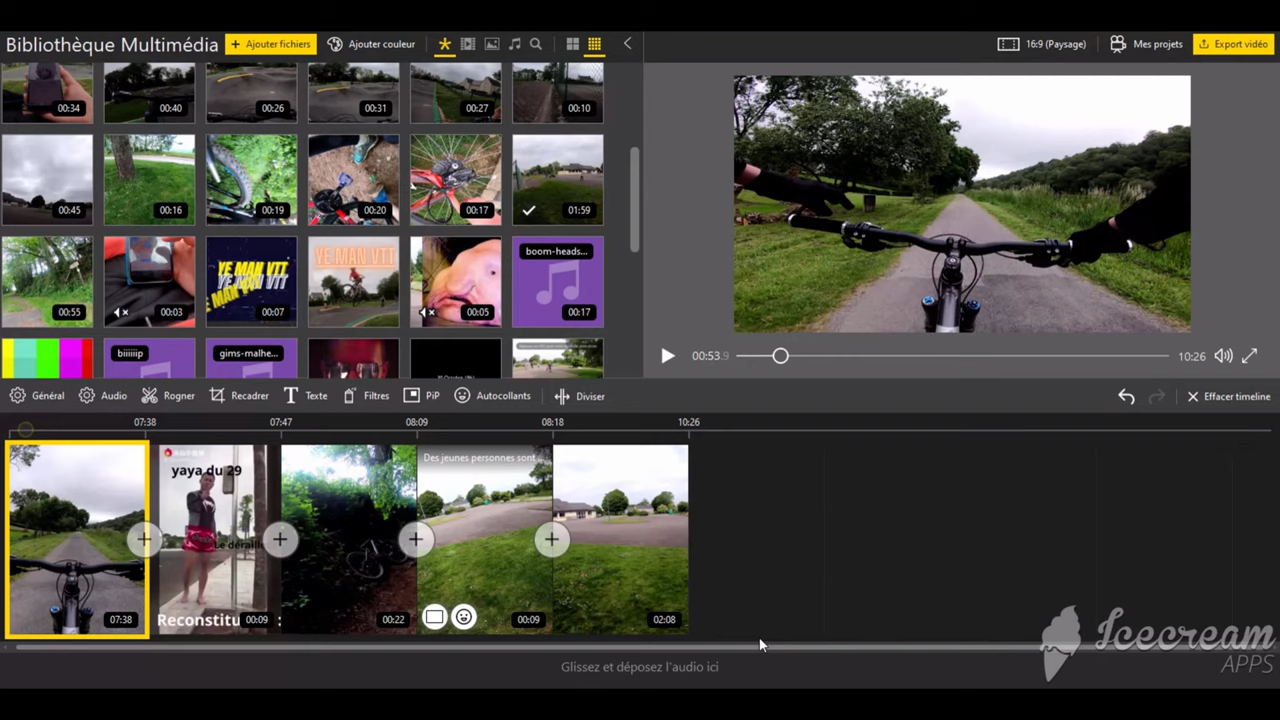 Bibliothèque Multimédia
Ajouter fichiers
Ajouter couleur
16:9 (Paysage)
Mes projets
Export vidéo
00:34
00:40
00:26
00:31
00:27
00:10
00:45
00:16
00:19
00:20
00:17
01:59
00:55
00:03
YE MAN VTT
00:07
YE MAN VTT
00:05
boom-heads...
00:17
biiiiip
gims-malhe...
00:53.9
10:26
Général
Audio
Rogner
Recadrer
Texte
Filtres
PiP
Autocollants
Diviser
Effacer timeline
07:38
07:47
08:09
08:18
10:26
07:38
yaya du 29
Reconstitu
:
00:09
00:22
Des jeunes personnes sont ...
00:09
02:08
Glissez et déposez l'audio ici
Icecream
APPS